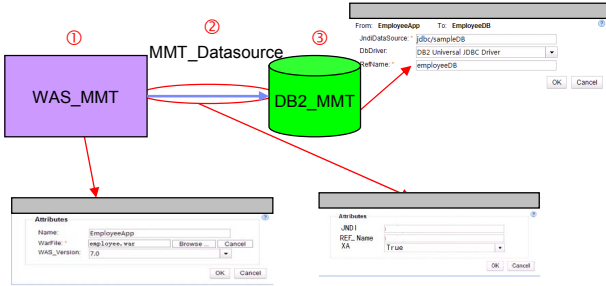 ①
②
MMT_Datasource
③
WAS_MMT
DB2_MMT
From: EmployeeApp To: EmployeeDB
JndiDataSource: * jdbc/sampleDB
DbDriver: DB2 Universal JDBC Driver
RefName: * employeeDB
OK Cancel
Attributes
Name: EmployeeApp
WarFile: * employee.war Browse... Cancel
WAS_Version: 7.0
OK Cancel
Attributes
JNDI
REF_Name
XA True
OK Cancel